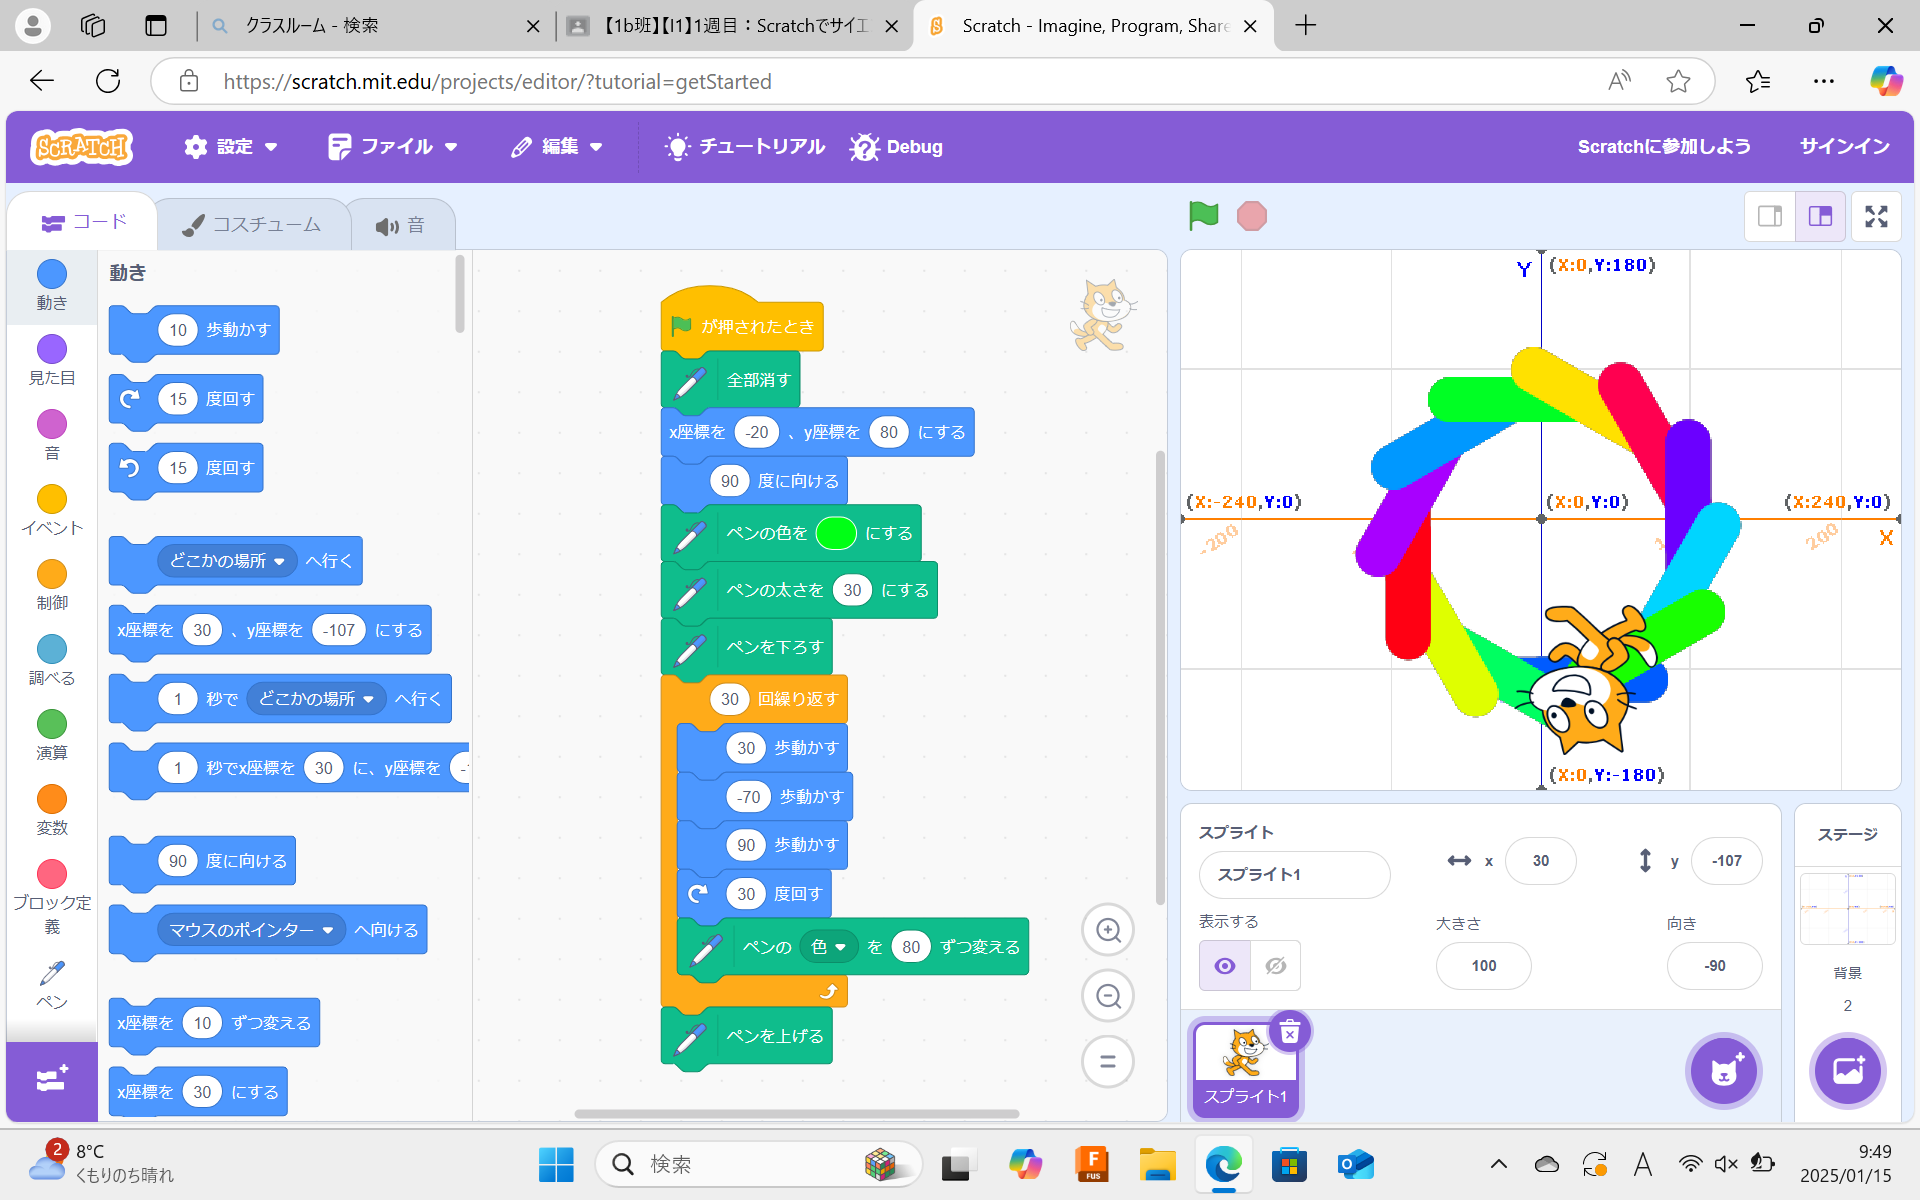 クラスルーム - 検索
【1b班】【I1】1週目：Scratchでサイエ
Scratch - Imagine, Program, Share
https://scratch.mit.edu/projects/editor/?tutorial=getStarted
SCRATCH
設定
ファイル
編集
チュートリアル
Debug
Scratchに参加しよう
サインイン
コード
コスチューム
音
動き
見た目
音
イベント
制御
調べる
演算
変数
ブロック定
義
ペン
動き
10 歩動かす
15 度回す
15 度回す
どこかの場所 へ行く
x座標を 30 、y座標を -107 にする
1 秒で どこかの場所 へ行く
1 秒でx座標を 30 に、y座標を
90 度に向ける
マウスのポインター へ向ける
x座標を 10 ずつ変える
x座標を 30 にする
が押されたとき
全部消す
x座標を -20 、y座標を 80 にする
90 度に向ける
ペンの色を にする
ペンの太さを 30 にする
ペンを下ろす
30 回繰り返す
30 歩動かす
-70 歩動かす
90 歩動かす
30 度回す
ペンの 色 を 80 ずつ変える
ペンを上げる
Y (X:0,Y:180)
(X:-240,Y:0)
(X:0,Y:0)
(X:240,Y:0)
-200
200
X
(X:0,Y:-180)
スプライト
スプライト1
x 30
y -107
表示する
大きさ
100
向き
-90
スプライト1
ステージ
背景
2
2
8°C
くもりのち晴れ
検索
F
FUS
A
9:49
2025/01/15